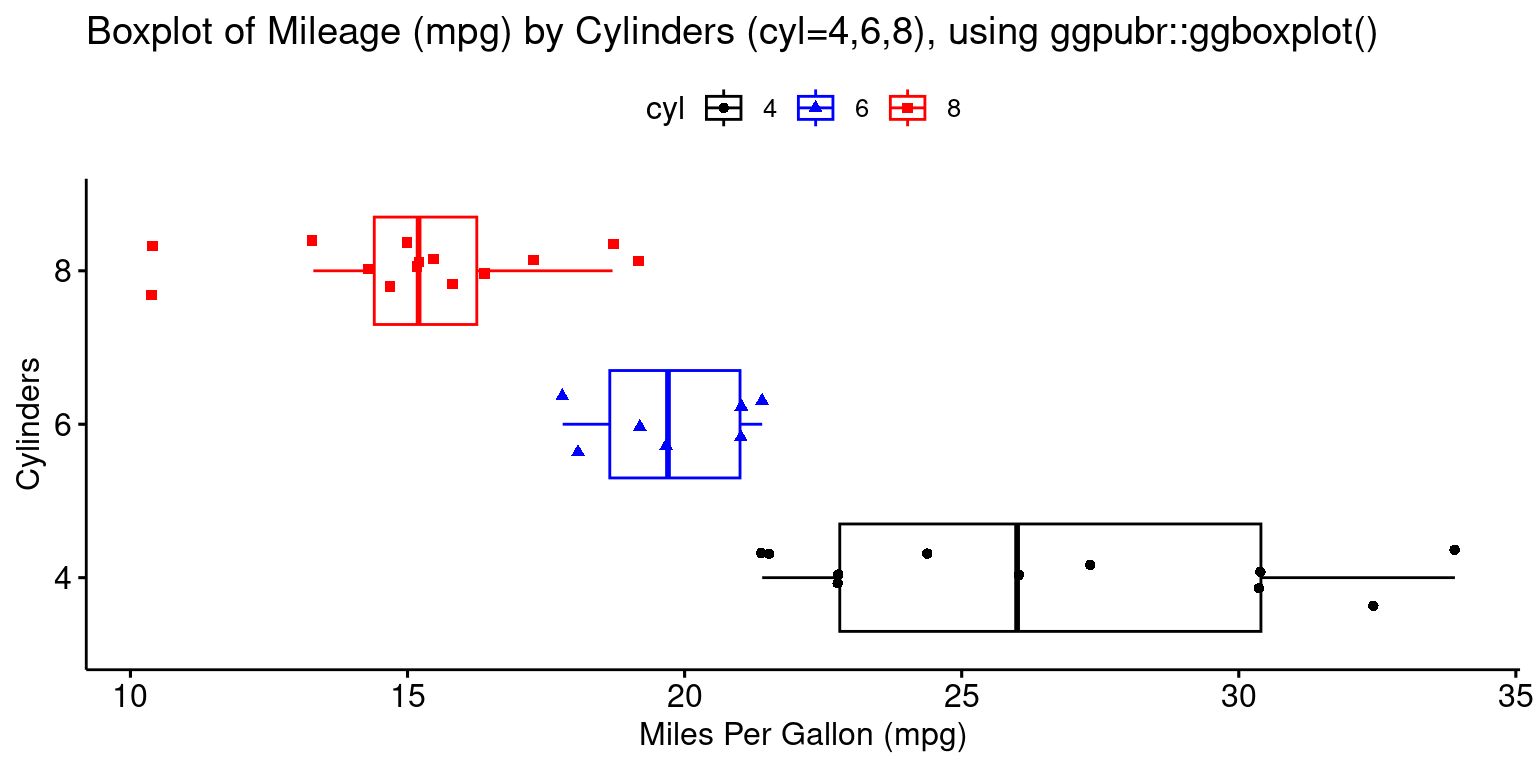 Boxplot of Mileage (mpg) by Cylinders (cyl=4,6,8), using ggpubr::ggboxplot()
cyl 4 6 8
8
6
4
Cylinders
10 15 20 25 30 35
Miles Per Gallon (mpg)